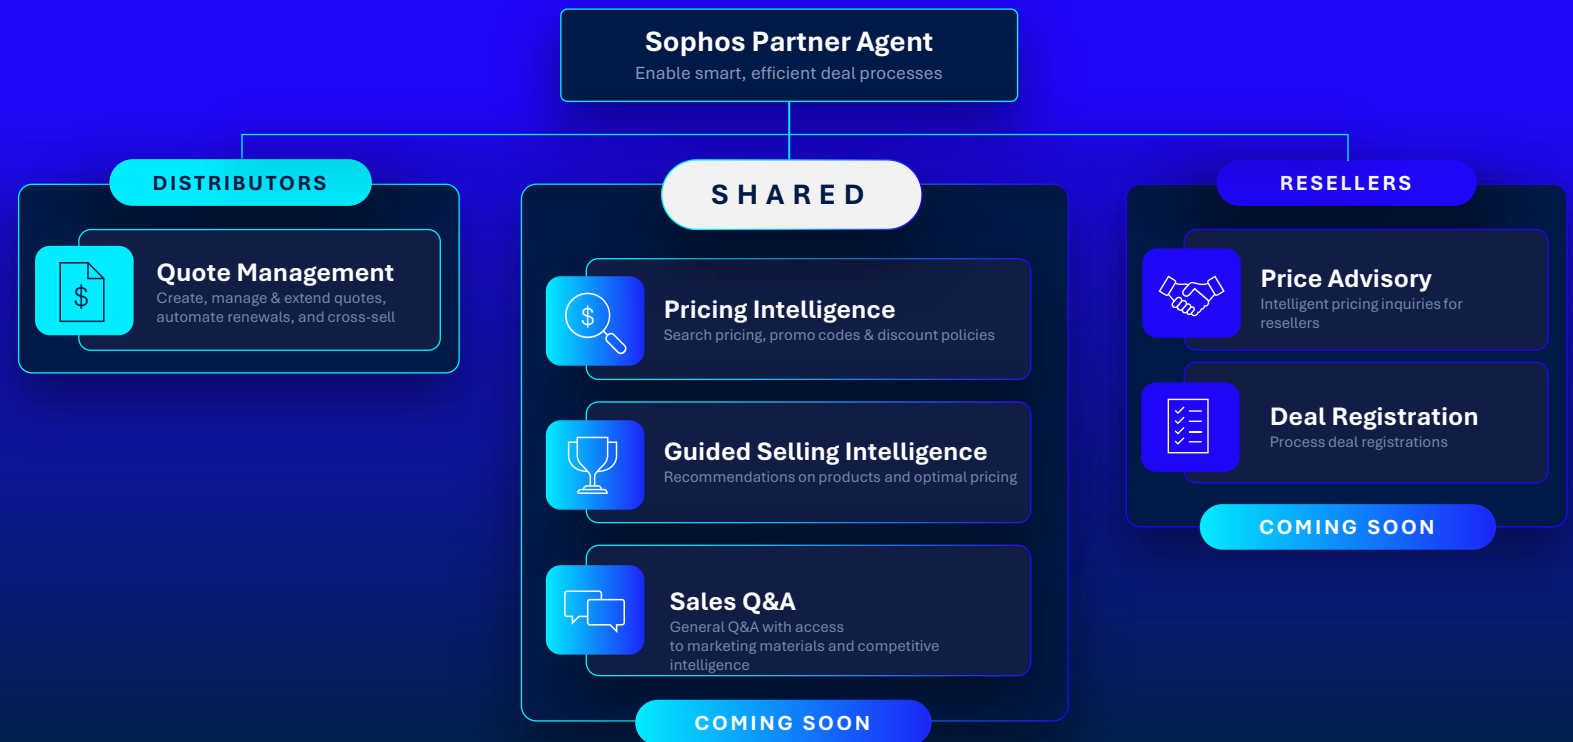 Sophos Partner Agent
Enable smart, efficient deal processes
DISTRIBUTORS
$
Quote Management
Create, manage & extend quotes,
automate renewals, and cross-sell
SHARED
$
Pricing Intelligence
Search pricing, promo codes & discount policies
Guided Selling Intelligence
Recommendations on products and optimal pricing
Sales Q&A
General Q&A with access
to marketing materials and competitive
intelligence
COMING SOON
RESELLERS
Price Advisory
Intelligent pricing inquiries for
resellers
Deal Registration
Process deal registrations
COMING SOON